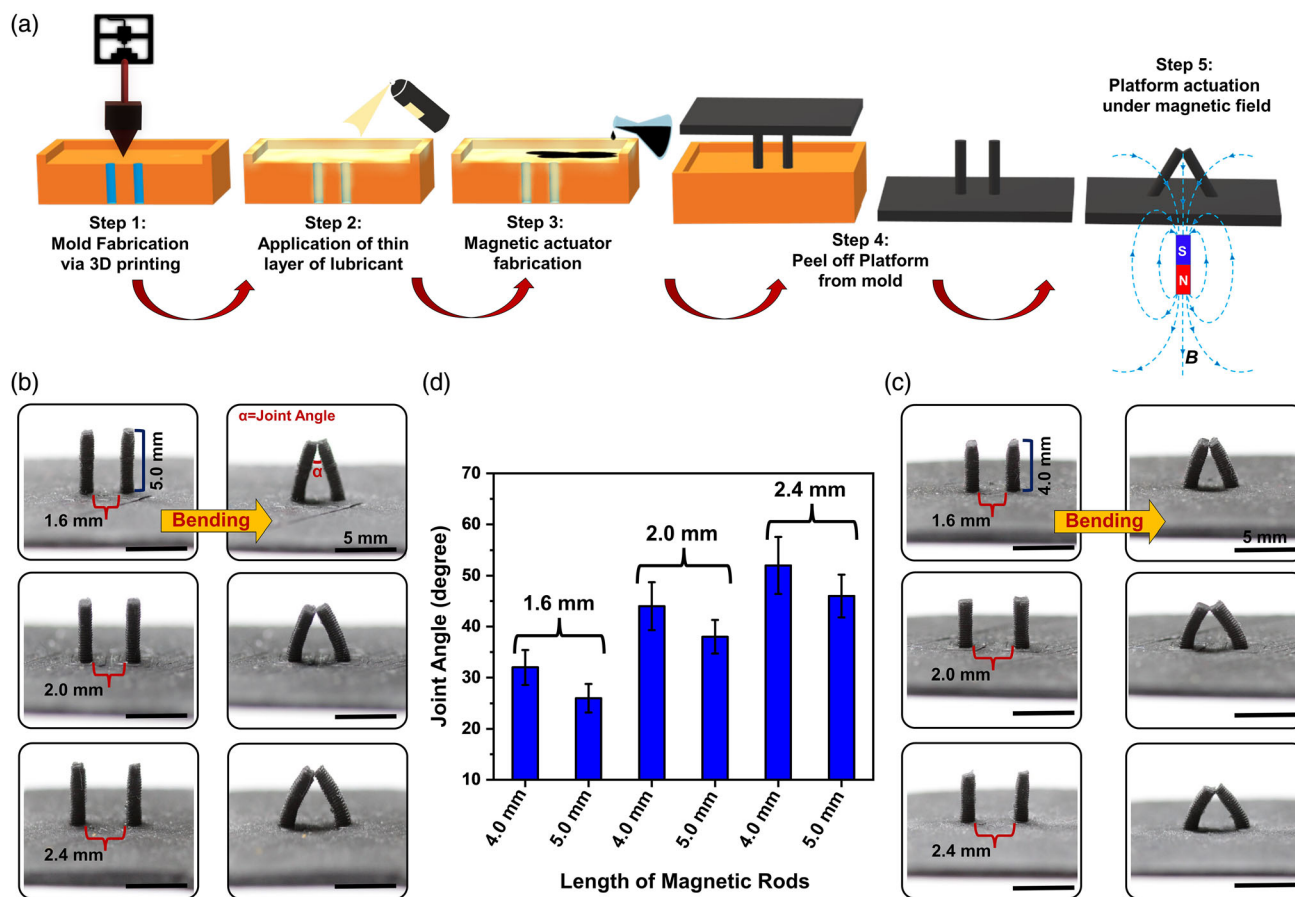 (a)
Step 1:
Mold Fabrication
via 3D printing
Step 2:
Application of thin
layer of lubricant
Step 3:
Magnetic actuator
fabrication
Step 4:
Peel off Platform
from mold
Step 5:
Platform actuation
under magnetic field
S
N
B
(b)
5.0 mm
1.6 mm
Bending
α=Joint Angle
α
5 mm
2.0 mm
2.4 mm
(d)
Joint Angle (degree)
70
60
50
40
30
20
10
1.6 mm
2.0 mm
2.4 mm
4.0 mm
5.0 mm
4.0 mm
5.0 mm
4.0 mm
5.0 mm
Length of Magnetic Rods
(c)
4.0 mm
1.6 mm
Bending
5 mm
2.0 mm
2.4 mm